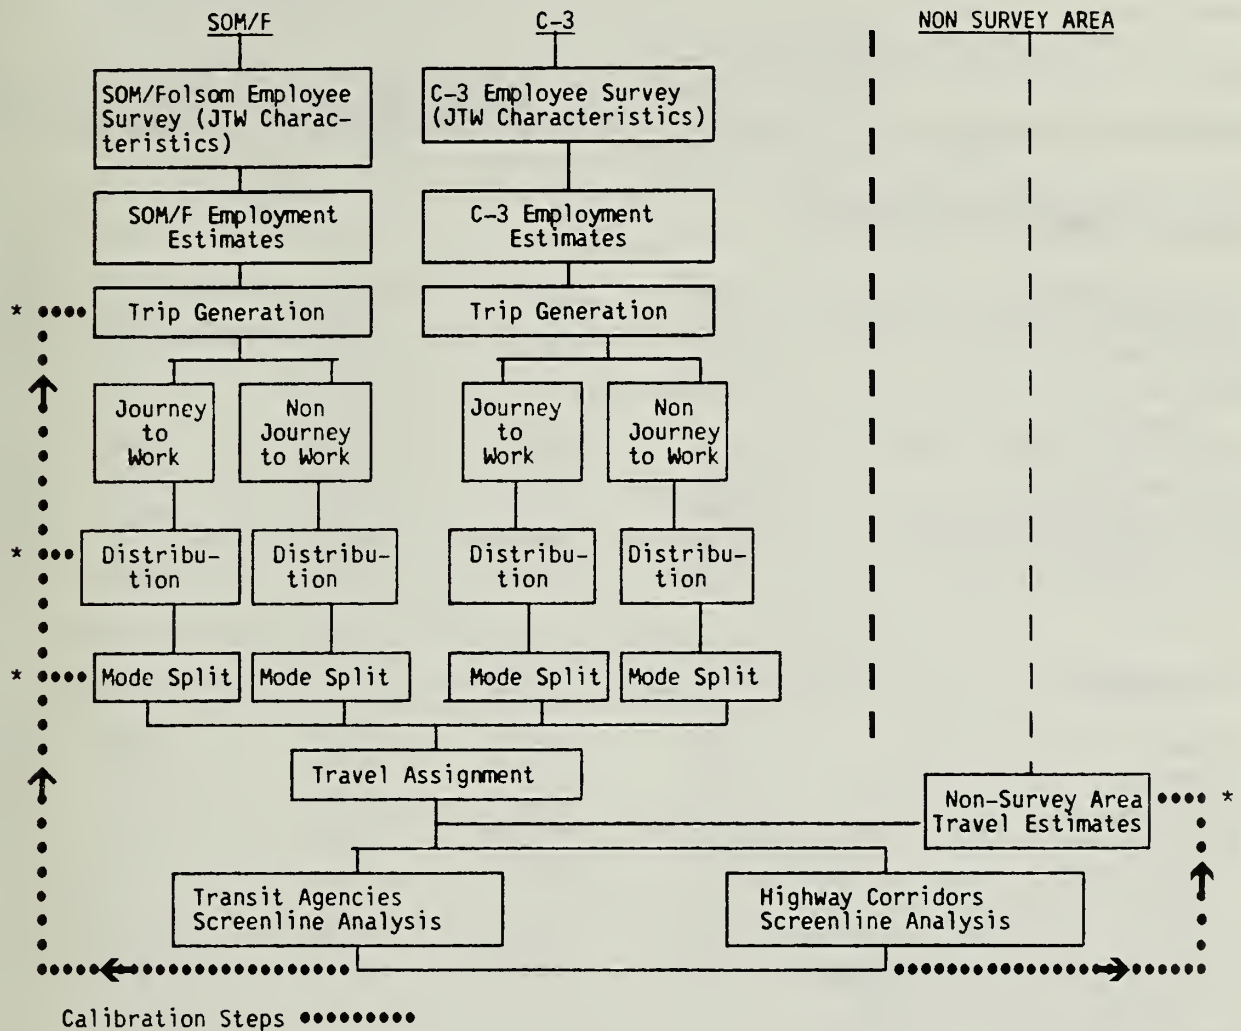 SOM/F
C-3
NON SURVEY AREA
SOM/Folsom Employee
Survey (JTW Charac-
teristics)
C-3 Employee Survey
(JTW Characteristics)
SOM/F Employment
Estimates
C-3 Employment
Estimates
* Trip Generation
Trip Generation
Journey
to
Work
Non
Journey
to Work
Journey
to
Work
Non
Journey
to Work
* Distribu-
tion
Distribu-
tion
Distribu-
tion
Distribu-
tion
* Mode Split
Mode Split
Mode Split
Mode Split
Travel Assignment
Non-Survey Area *
Travel Estimates
Transit Agencies
Screenline Analysis
Highway Corridors
Screenline Analysis
Calibration Steps